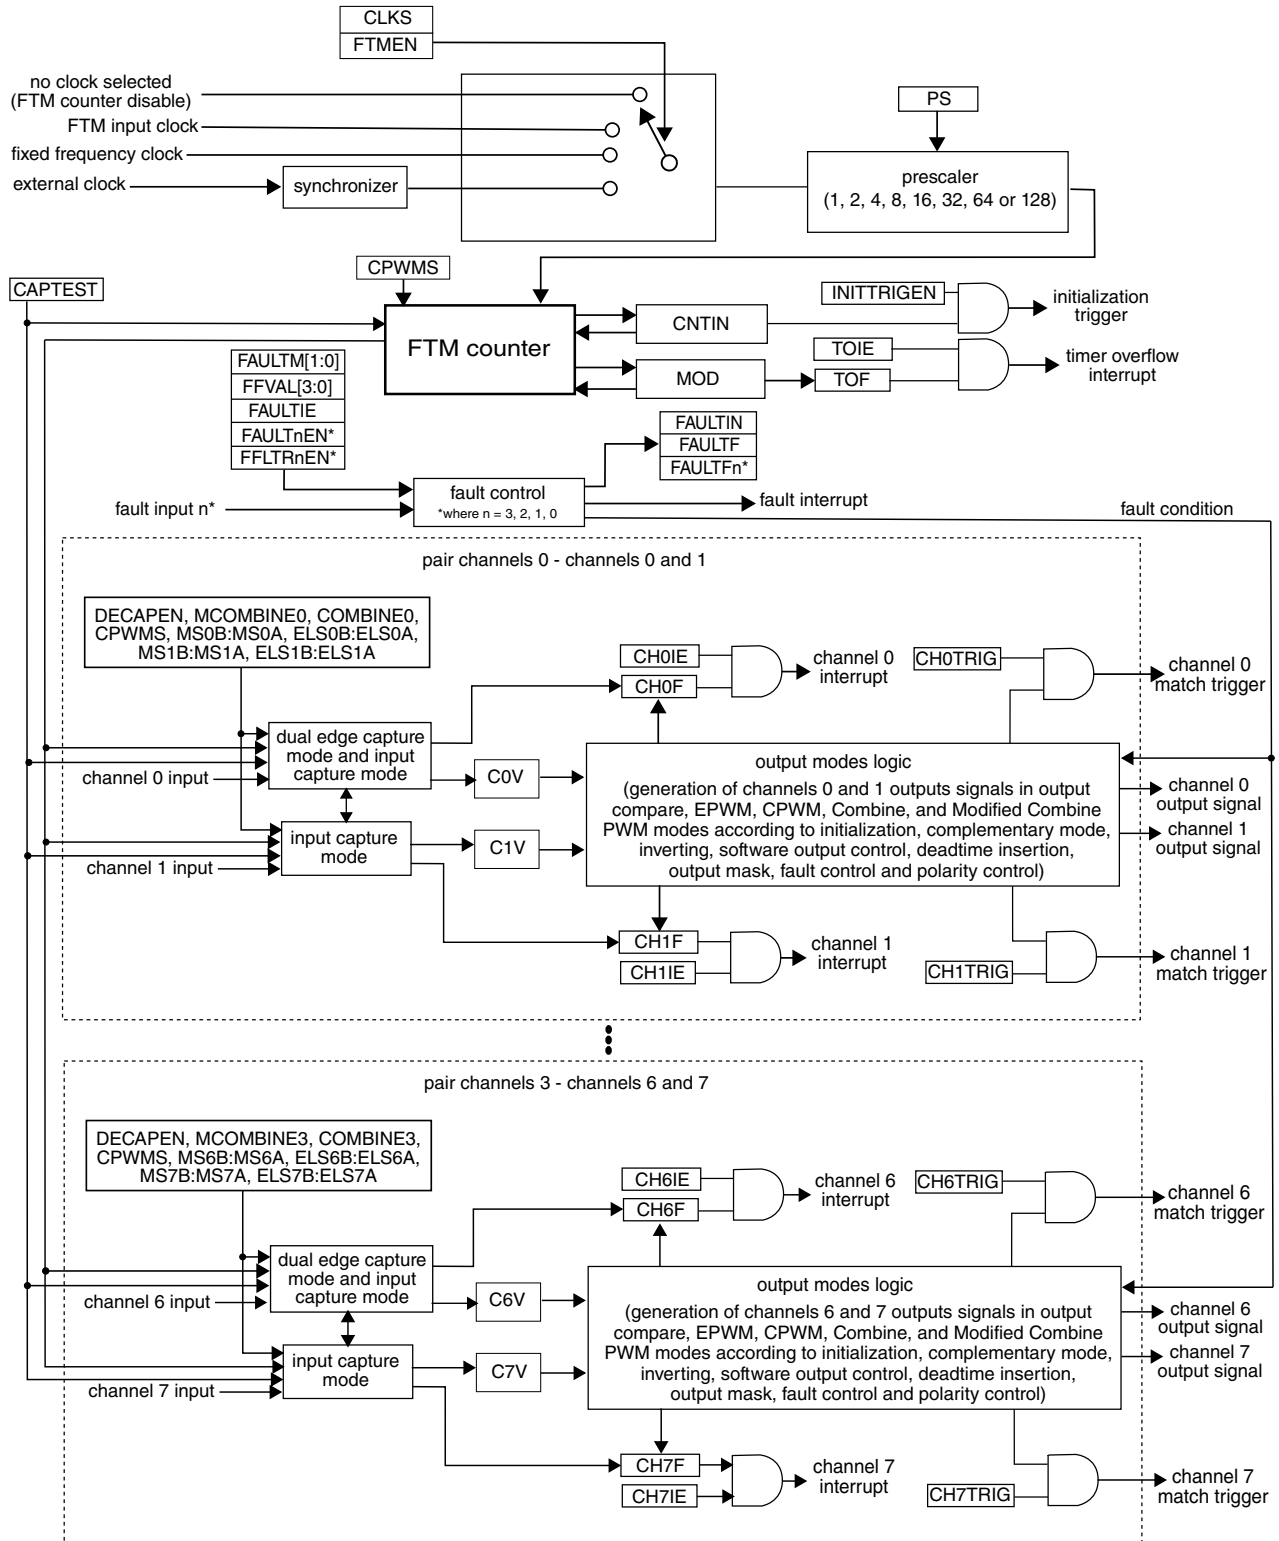 CLKS
FTMEN
no clock selected
(FTM counter disable)
FTM input clock
fixed frequency clock
external clock
synchronizer
PS
prescaler
(1, 2, 4, 8, 16, 32, 64 or 128)
CPWMS
CAPTEST
FTM counter
CNTIN
MOD
INITTRIGEN
initialization
trigger
TOIE
TOF
timer overflow
interrupt
FAULTM[1:0]
FFVAL[3:0]
FAULTIE
FAULTnEN*
FFLTRnEN*
FAULTIN
FAULTF
FAULTFn*
fault input n*
fault control
*where n = 3, 2, 1, 0
fault interrupt
fault condition
pair channels 0 - channels 0 and 1
DECAPEN, MCOMBINE0, COMBINE0,
CPWMS, MS0B:MS0A, ELS0B:ELS0A,
MS1B:MS1A, ELS1B:ELS1A
CH0IE
CH0F
channel 0
interrupt
CH0TRIG
channel 0
match trigger
dual edge capture
mode and input
capture mode
channel 0 input
C0V
input capture
mode
channel 1 input
C1V
output modes logic
(generation of channels 0 and 1 outputs signals in output
compare, EPWM, CPWM, Combine, and Modified Combine
PWM modes according to initialization, complementary mode,
inverting, software output control, deadtime insertion,
output mask, fault control and polarity control)
channel 0
output signal
channel 1
output signal
CH1F
CH1IE
channel 1
interrupt
CH1TRIG
channel 1
match trigger
pair channels 3 - channels 6 and 7
DECAPEN, MCOMBINE3, COMBINE3,
CPWMS, MS6B:MS6A, ELS6B:ELS6A,
MS7B:MS7A, ELS7B:ELS7A
CH6IE
CH6F
channel 6
interrupt
CH6TRIG
channel 6
match trigger
dual edge capture
mode and input
capture mode
channel 6 input
C6V
input capture
mode
channel 7 input
C7V
output modes logic
(generation of channels 6 and 7 outputs signals in output
compare, EPWM, CPWM, Combine, and Modified Combine
PWM modes according to initialization, complementary mode,
inverting, software output control, deadtime insertion,
output mask, fault control and polarity control)
channel 6
output signal
channel 7
output signal
CH7F
CH7IE
channel 7
interrupt
CH7TRIG
channel 7
match trigger